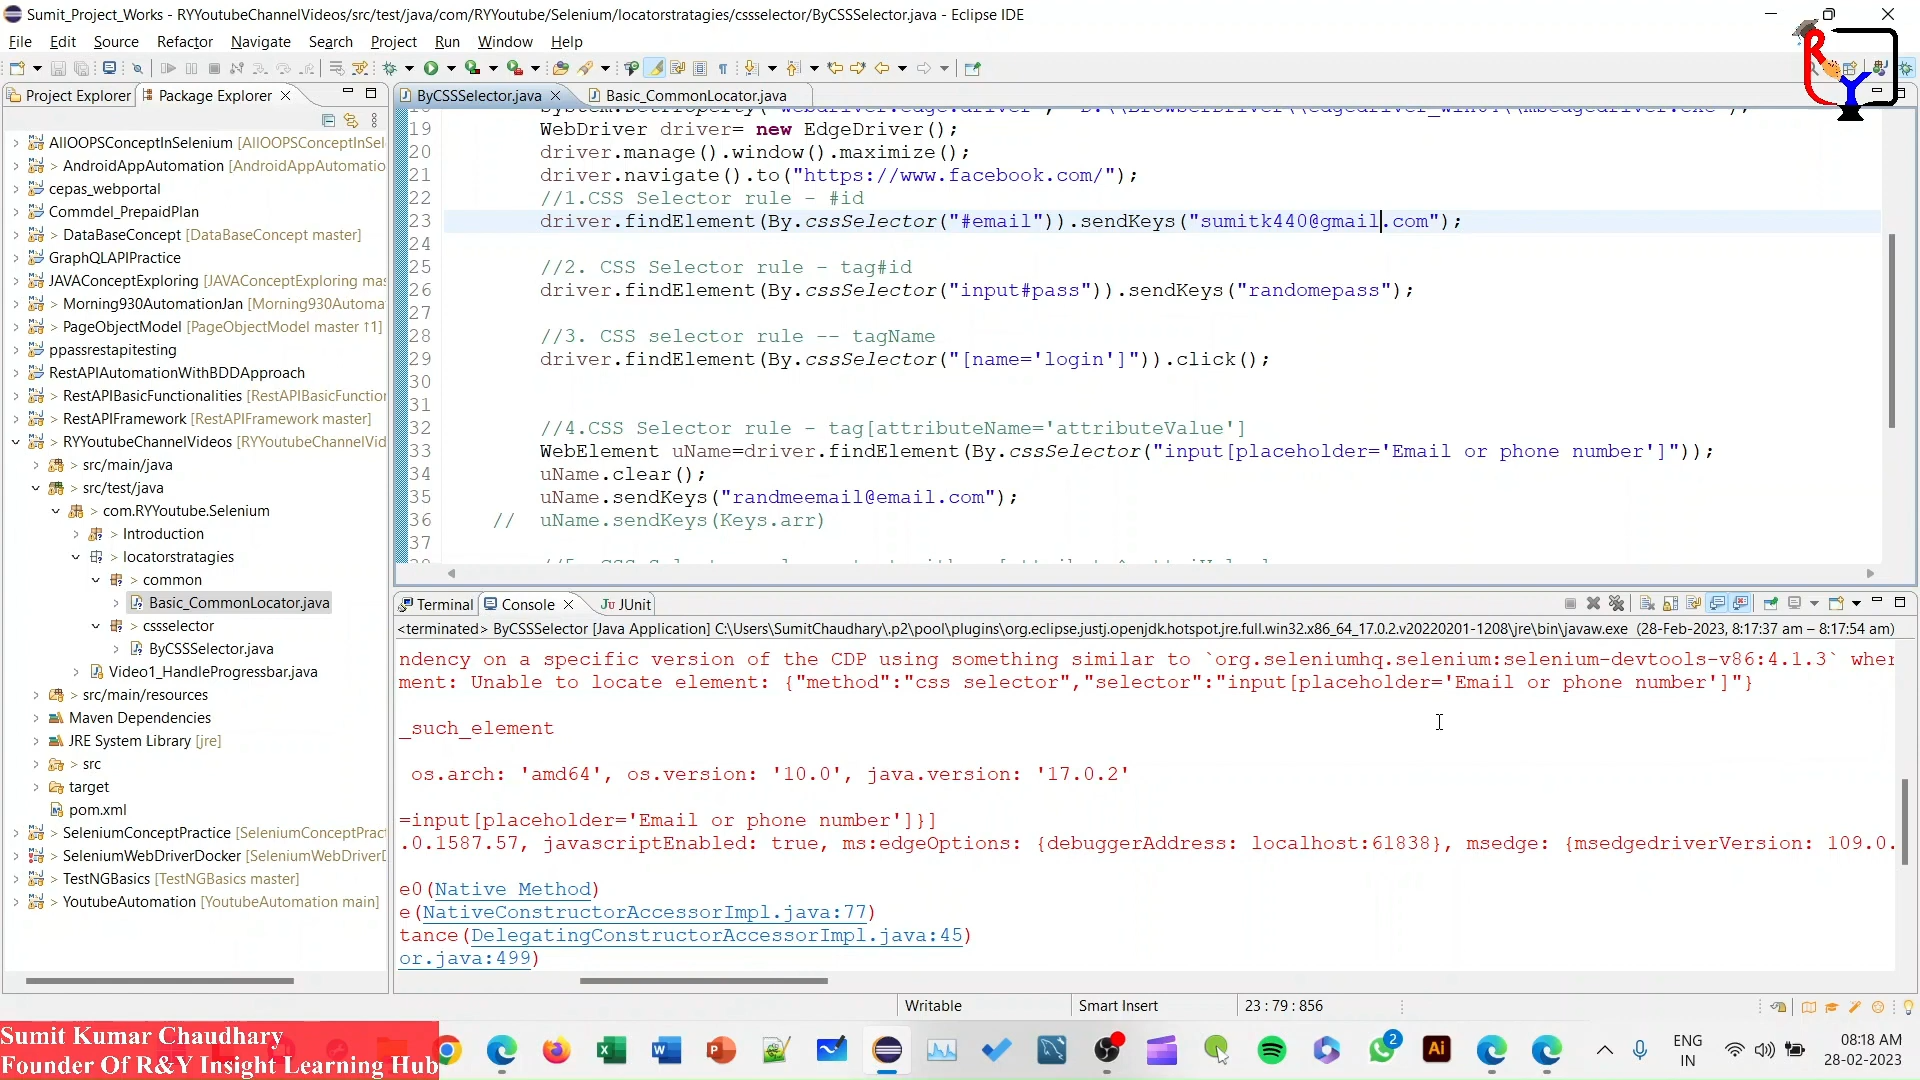 Sumit_Project_Works - RYYoutubeChannelVideos/src/test/java/com/RYYoutube/Selenium/locatorstratagies/cssselector/ByCSSSelector.java - Eclipse IDE
File Edit Source Refactor Navigate Search Project Run Window Help
R
Y
Project Explorer Package Explorer
ByCSSSelector.java Basic_CommonLocator.java
AllOOPSConceptInSelenium [AllOOPSConceptInSel
> AndroidAppAutomation [AndroidAppAutomatio
cepas_webportal
Commdel_PrepaidPlan
> DataBaseConcept [DataBaseConcept master]
GraphQLAPIPractice
JAVAConceptExploring [JAVAConceptExploring mas
> Morning930AutomationJan [Morning930Automa
> PageObjectModel [PageObjectModel master ↑1]
ppassrestapitesting
RestAPIAutomationWithBDDApproach
> RestAPIBasicFunctionalities [RestAPIBasicFunction
> RestAPIFramework [RestAPIFramework master]
> RYYoutubeChannelVideos [RYYoutubeChannelVid
> src/main/java
> src/test/java
> com.RYYoutube.Selenium
> Introduction
> locatorstratagies
> common
Basic_CommonLocator.java
> cssselector
ByCSSSelector.java
Video1_HandleProgressbar.java
> src/main/resources
Maven Dependencies
JRE System Library [jre]
> src
target
pom.xml
> SeleniumConceptPractice [SeleniumConceptPract
> SeleniumWebDriverDocker [SeleniumWebDriverD
> TestNGBasics [TestNGBasics master]
> YoutubeAutomation [YoutubeAutomation main]
19 WebDriver driver= new EdgeDriver();
20 driver.manage().window().maximize();
21 driver.navigate().to("https://www.facebook.com/");
22 //1.CSS Selector rule - #id
23 driver.findElement(By.cssSelector("#email")).sendKeys("sumitk440@gmail.com");
24
25 //2. CSS Selector rule - tag#id
26 driver.findElement(By.cssSelector("input#pass")).sendKeys("randomepass");
27
28 //3. CSS selector rule -- tagName
29 driver.findElement(By.cssSelector("[name='login']")).click();
30
31
32 //4.CSS Selector rule - tag[attributeName='attributeValue']
33 WebElement uName=driver.findElement(By.cssSelector("input[placeholder='Email or phone number']"));
34 uName.clear();
35 uName.sendKeys("randmeemail@email.com");
36 // uName.sendKeys(Keys.arr)
37
Terminal Console JUnit
<terminated> ByCSSSelector [Java Application] C:\Users\SumitChaudhary\.p2\pool\plugins\org.eclipse.justj.openjdk.hotspot.jre.full.win32.x86_64_17.0.2.v20220201-1208\jre\bin\javaw.exe (28-Feb-2023, 8:17:37 am – 8:17:54 am)
ndency on a specific version of the CDP using something similar to `org.seleniumhq.selenium:selenium-devtools-v86:4.1.3` wher
ment: Unable to locate element: {"method":"css selector","selector":"input[placeholder='Email or phone number']"}
_such_element
os.arch: 'amd64', os.version: '10.0', java.version: '17.0.2'
=input[placeholder='Email or phone number']}]
.0.1587.57, javascriptEnabled: true, ms:edgeOptions: {debuggerAddress: localhost:61838}, msedge: {msedgedriverVersion: 109.0.
e0(Native Method)
e(NativeConstructorAccessorImpl.java:77)
tance(DelegatingConstructorAccessorImpl.java:45)
or.java:499)
Writable Smart Insert 23 : 79 : 856
Sumit Kumar Chaudhary
Founder Of R&Y Insight Learning Hub
2
Ai
ENG
IN
08:18 AM
28-02-2023